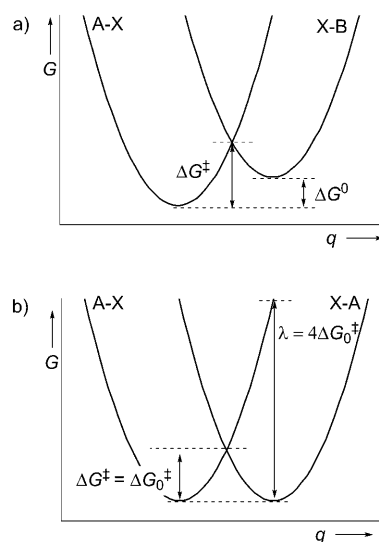 a)
A-X
X-B
G
ΔG‡
ΔG⁰
q
b)
A-X
X-A
G
λ = 4ΔG₀‡
ΔG‡ = ΔG₀‡
q